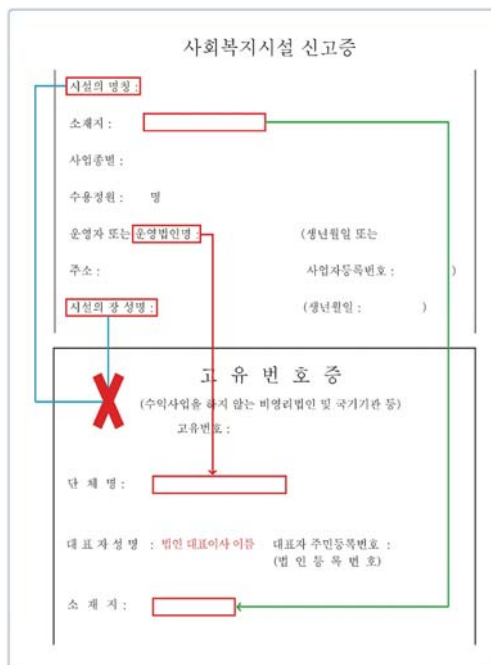 사회복지시설 신고증
시설의 명칭 :
소재지 :
사업종별 :
수용정원 : 명
운영자 또는 운영법인명 : (생년월일 또는
주소 : 사업자등록번호 : )
시설의 장 성명 : (생년월일 : )
고 유 번 호 증
(수익사업을 하지 않는 비영리법인 및 국기기관 등)
고유번호 :
단 체 명 :
대 표 자 성 명 : 법인 대표이사 이름 대표자 주민등록번호 :
(법 인 등 록 번 호)
소 재 지 :